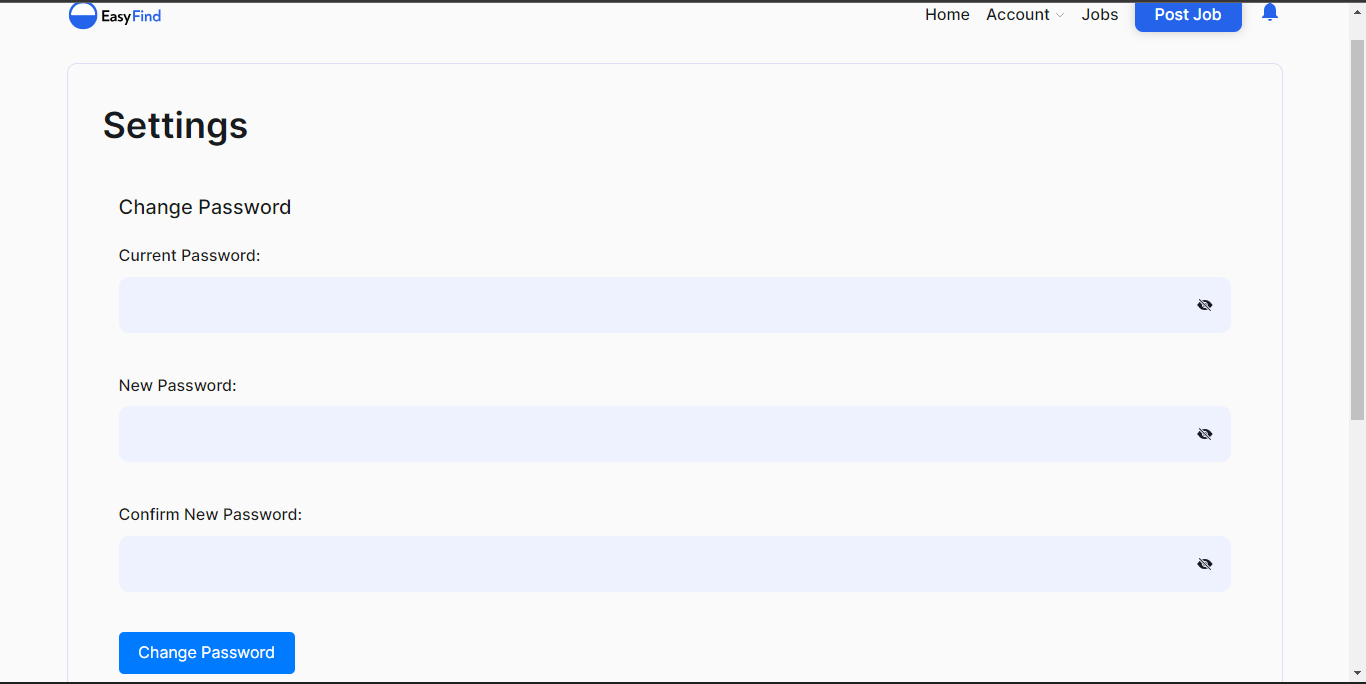 EasyFind
Home Account Jobs Post Job
Settings
Change Password
Current Password:
New Password:
Confirm New Password:
Change Password